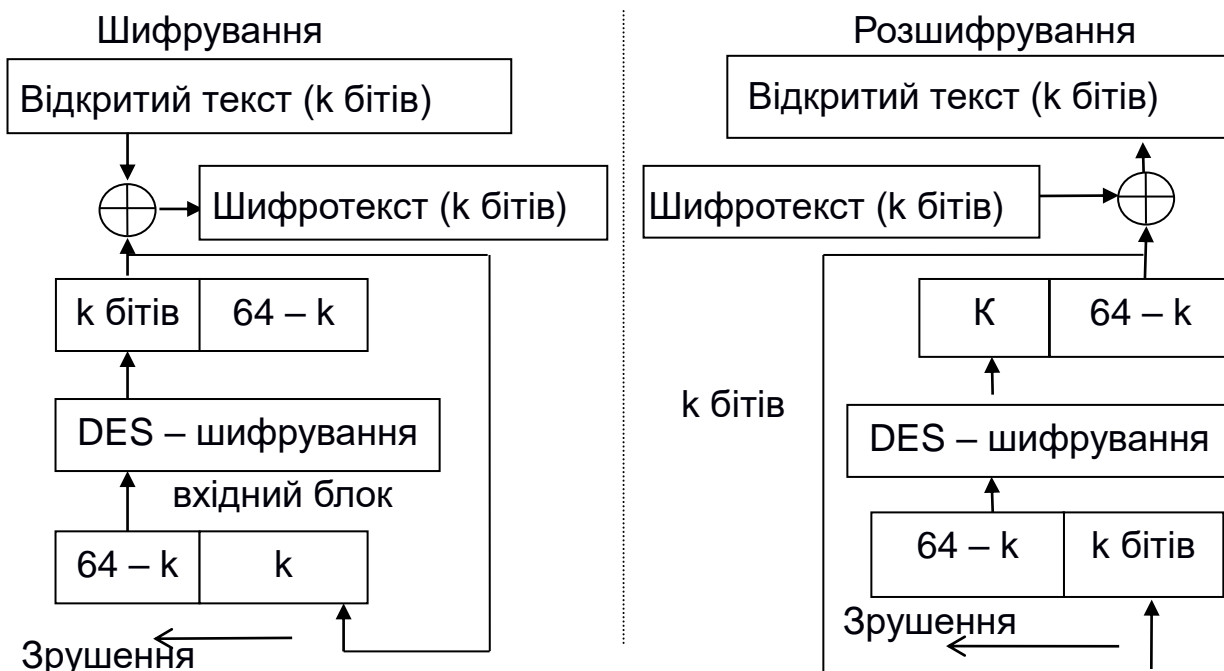 Шифрування
Відкритий текст (k бітів)
Шифротекст (k бітів)
k бітів 64 – k
DES – шифрування
вхідний блок
64 – k k
Зрушення
Розшифрування
Відкритий текст (k бітів)
Шифротекст (k бітів)
К 64 – k
k бітів
DES – шифрування
64 – k k бітів
Зрушення